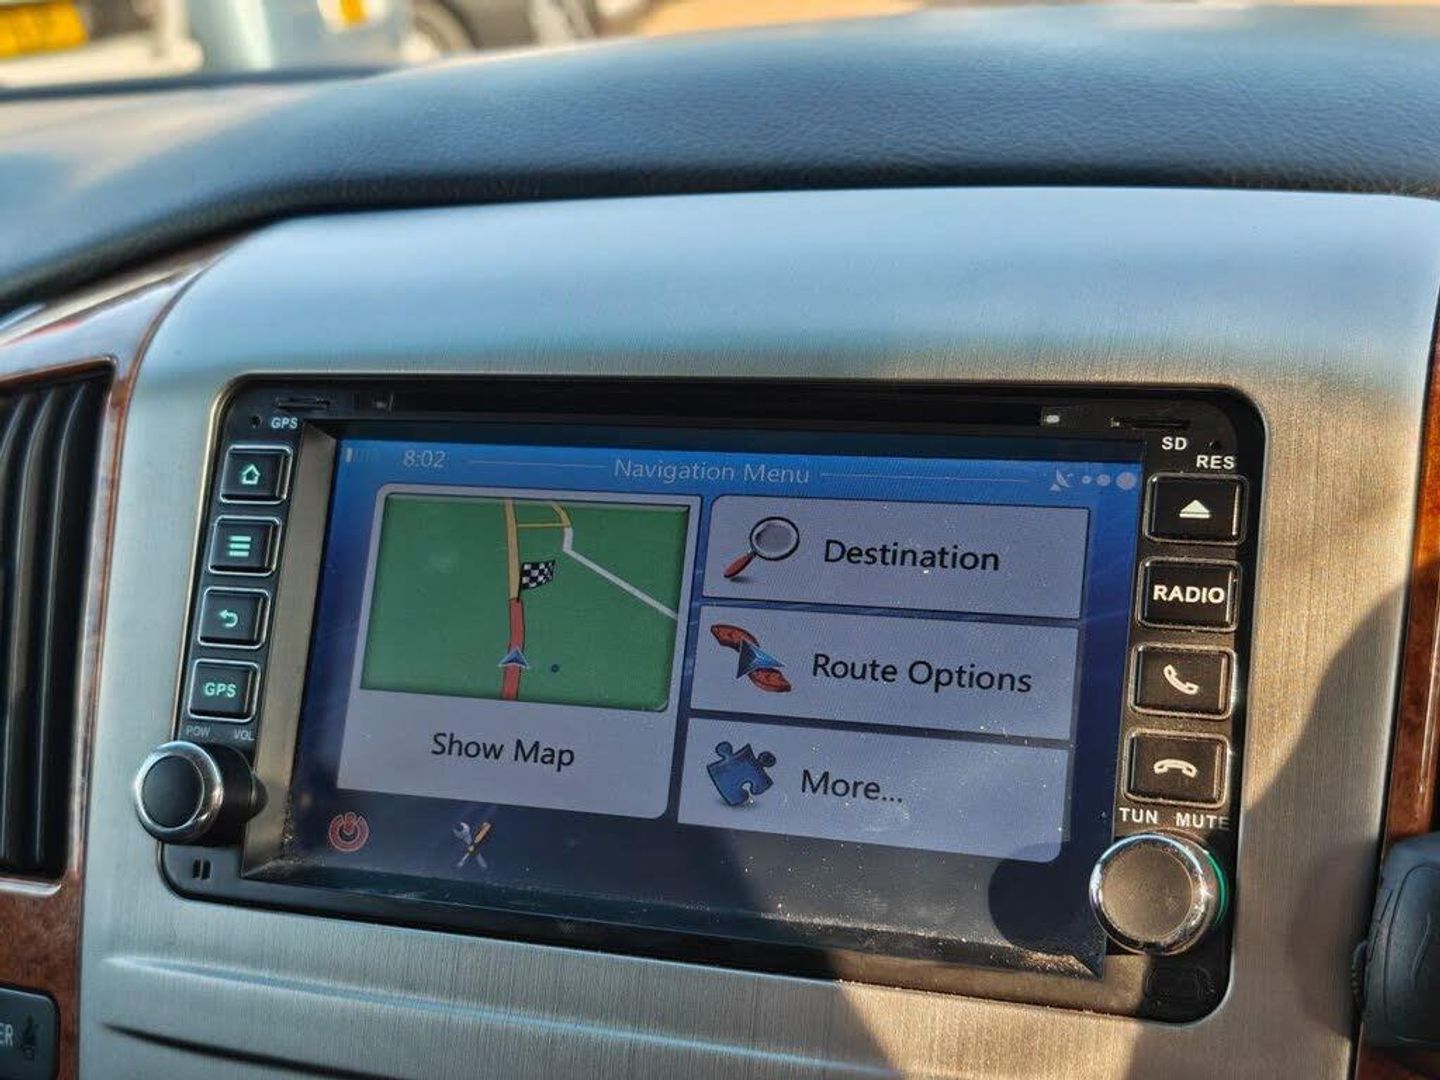 GPS
SD
RES
8:02
Navigation Menu
Destination
Route Options
More...
Show Map
GPS
POW VOL
RADIO
TUN MUTE